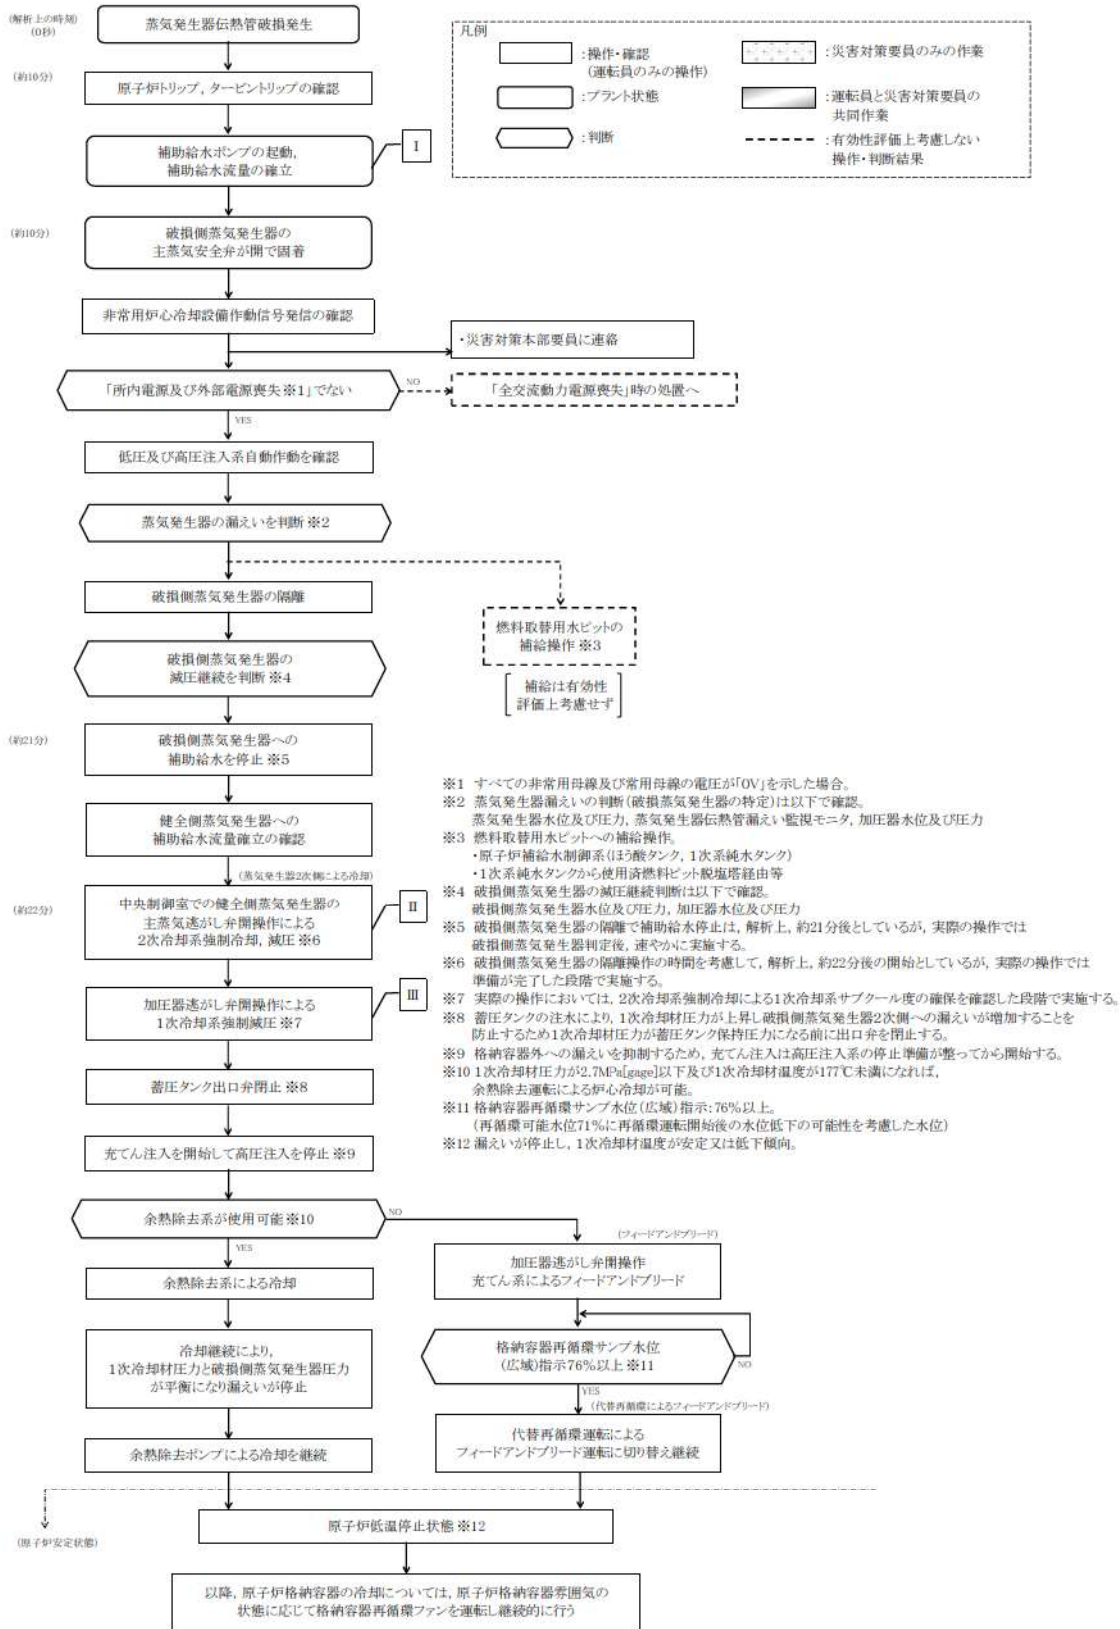 (解析上の時刻)
(0秒)
蒸気発生器伝熱管破損発生
凡例
:操作・確認
(運転員のみの操作)
:プラント状態
:判断
:災害対策要員のみの作業
:運転員と災害対策要員の
共同作業
:有効性評価上考慮しない
操作・判断結果
(約10分)
原子炉トリップ，タービントリップの確認
補助給水ポンプの起動，
補助給水流量の確立
I
(約10分)
破損側蒸気発生器の
主蒸気安全弁が開で固着
非常用炉心冷却設備作動信号発信の確認
・災害対策本部要員に連絡
「所内電源及び外部電源喪失※1」でない
NO
「全交流動力電源喪失」時の処置へ
YES
低圧及び高圧注入系自動作動を確認
蒸気発生器の漏えいを判断※2
破損側蒸気発生器の隔離
燃料取替用水ピットの
補給操作※3
補給は有効性
評価上考慮せず
破損側蒸気発生器の
減圧継続を判断※4
(約21分)
破損側蒸気発生器への
補助給水を停止※5
健全側蒸気発生器への
補助給水流量確立の確認
(蒸気発生器2次側による冷却)
(約22分)
中央制御室での健全側蒸気発生器の
主蒸気逃がし弁開操作による
2次冷却系強制冷却，減圧※6
II
加圧器逃がし弁開操作による
1次冷却系強制減圧※7
III
蓄圧タンク出口弁閉止※8
充てん注入を開始して高圧注入を停止※9
※1 すべての非常用母線及び常用母線の電圧が「0V」を示した場合。
※2 蒸気発生器漏えいの判断(破損蒸気発生器の特定)は以下で確認。
蒸気発生器水位及び圧力，蒸気発生器伝熱管漏えい監視モニタ，加圧器水位及び圧力
※3 燃料取替用水ピットへの補給操作。
・原子炉補給水制御系(ほう酸タンク，1次系純水タンク)
・1次系純水タンクから使用済燃料ピット脱塩塔経由等
※4 破損側蒸気発生器の減圧継続判断は以下で確認。
破損側蒸気発生器水位及び圧力，加圧器水位及び圧力
※5 破損側蒸気発生器の隔離で補助給水停止は，解析上，約21分後としているが，実際の操作では
破損側蒸気発生器判定後，速やかに実施する。
※6 破損側蒸気発生器の隔離操作の時間を考慮して，解析上，約22分後の開始としているが，実際の操作では
準備が完了した段階で実施する。
※7 実際の操作においては，2次冷却系強制冷却による1次冷却系サブクール度の確保を確認した段階で実施する。
※8 蓄圧タンクの注水により，1次冷却材圧力が上昇し破損側蒸気発生器2次側への漏えいが増加することを
防止するため1次冷却材圧力が蓄圧タンク保持圧力になる前に出口弁を閉止する。
※9 格納容器外への漏えいを抑制するため，充てん注入は高圧注入系の停止準備が整ってから開始する。
※10 1次冷却材圧力が2.7MPa[gage]以下及び1次冷却材温度が177℃未満になれば，
余熱除去運転による炉心冷却が可能。
※11 格納容器再循環サンプ水位(広域)指示:76%以上。
(再循環可能水位71%に再循環運転開始後の水位低下の可能性を考慮した水位)
※12 漏えいが停止し，1次冷却材温度が安定又は低下傾向。
余熱除去系が使用可能※10
NO
YES
(フィードアンドブリード)
余熱除去系による冷却
加圧器逃がし弁開操作
充てん系によるフィードアンドブリード
冷却継続により，
1次冷却材圧力と破損側蒸気発生器圧力
が平衡になり漏えいが停止
格納容器再循環サンプ水位
(広域)指示76%以上※11
NO
YES
(代替再循環によるフィードアンドブリード)
余熱除去ポンプによる冷却を継続
代替再循環運転による
フィードアンドブリード運転に切り替え継続
(原子炉安定状態)
原子炉低温停止状態※12
以降，原子炉格納容器の冷却については，原子炉格納容器雰囲気の
状態に応じて格納容器再循環ファンを運転し継続的に行う